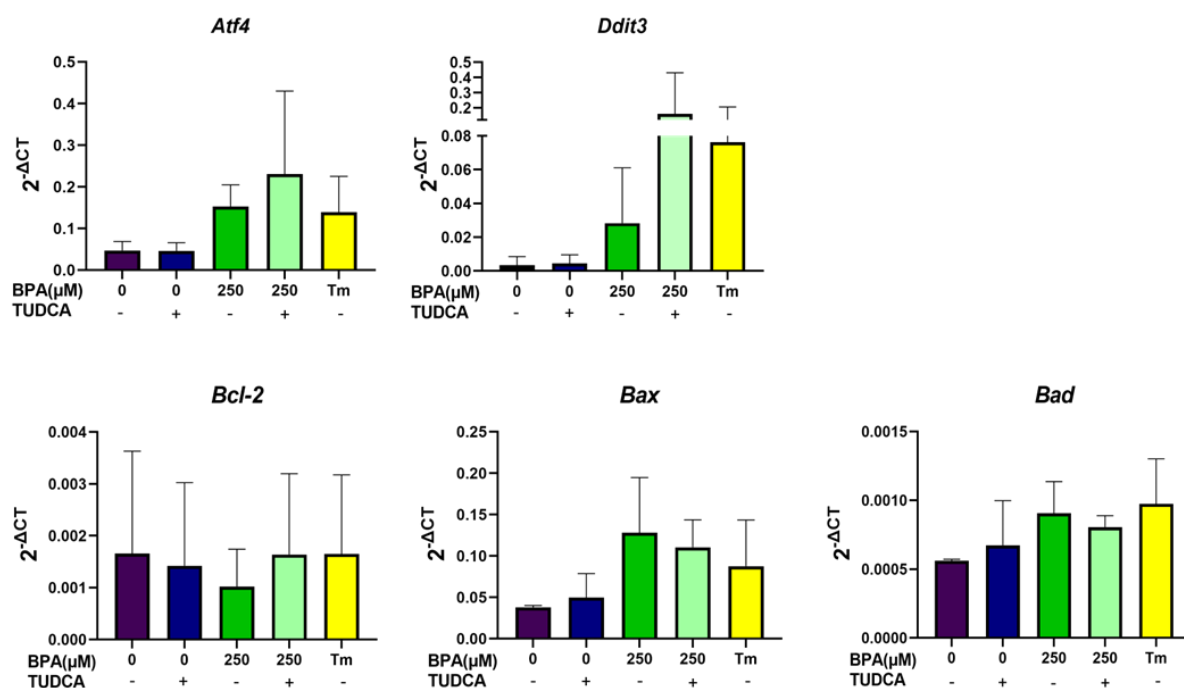 Atf4
Ddit3
0.5
0.4
0.3
0.2
0.1
0.0
2^-ΔCT
BPA(µM) 0 0 250 250 Tm
TUDCA - + - + -
0.5
0.4
0.3
0.2
0.08
0.06
0.04
0.02
0.00
2^-ΔCT
BPA(µM) 0 0 250 250 Tm
TUDCA - + - + -
Bcl-2
Bax
Bad
0.004
0.003
0.002
0.001
0.000
2^-ΔCT
BPA(µM) 0 0 250 250 Tm
TUDCA - + - + -
0.25
0.20
0.15
0.10
0.05
0.00
2^-ΔCT
BPA(µM) 0 0 250 250 Tm
TUDCA - + - + -
0.0015
0.0010
0.0005
0.0000
2^-ΔCT
BPA(µM) 0 0 250 250 Tm
TUDCA - + - + -